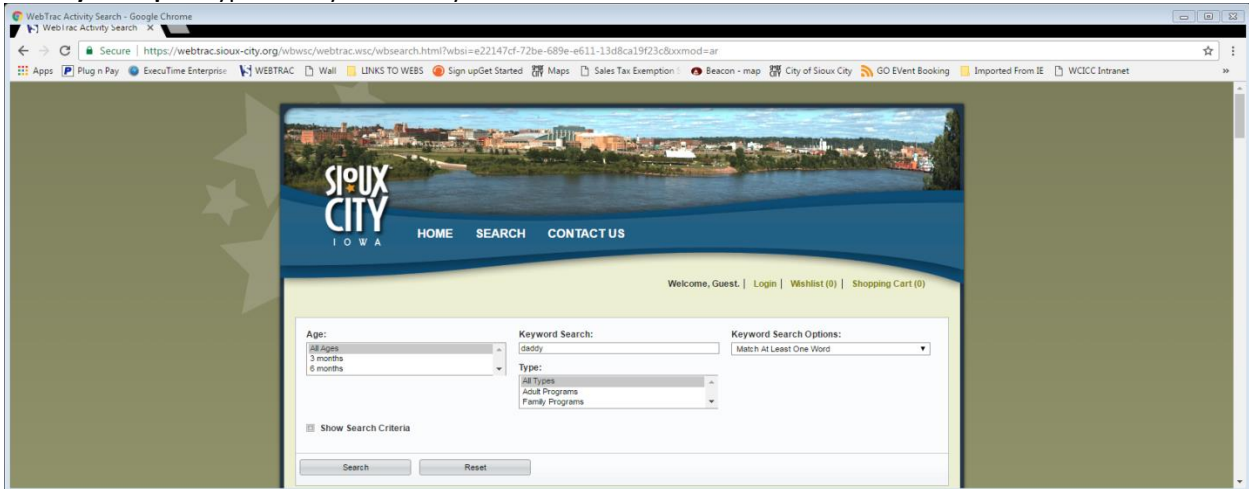 WebTrac Activity Search - Google Chrome
WebTrac Activity Search
Secure | https://webtrac.sioux-city.org/wbwsc/webtrac.wsc/wbsearch.html?wbsi=e22147cf-72be-689e-e611-13d8ca19f23c&xxmod=ar
Apps Plug n Pay ExecuTime Enterprise WEBTRAC Wall LINKS TO WEBS Sign upGet Started Maps Sales Tax Exemption Beacon - map City of Sioux City GO EVent Booking Imported From IE WCICC Intranet »
SIOUX
CITY
IOWA
HOME SEARCH CONTACT US
Welcome, Guest. | Login | Wishlist (0) | Shopping Cart (0)
Age: Keyword Search: Keyword Search Options:
All Ages daddy Match At Least One Word
3 months
6 months Type:
All Types
Adult Programs
Family Programs
Show Search Criteria
Search Reset